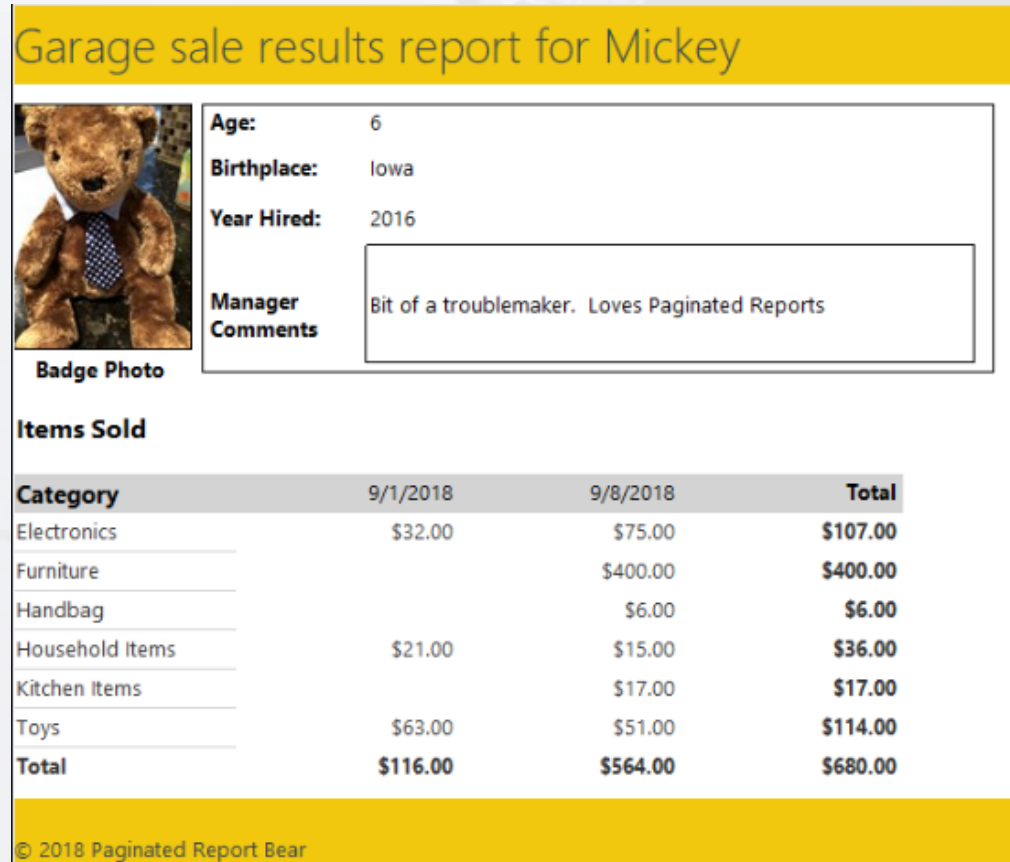 Garage sale results report for Mickey
Age: 6
Birthplace: Iowa
Year Hired: 2016
Manager
Comments
Bit of a troublemaker.  Loves Paginated Reports
Badge Photo
Items Sold
Category 9/1/2018 9/8/2018 Total
Electronics $32.00 $75.00 $107.00
Furniture $400.00 $400.00
Handbag $6.00 $6.00
Household Items $21.00 $15.00 $36.00
Kitchen Items $17.00 $17.00
Toys $63.00 $51.00 $114.00
Total $116.00 $564.00 $680.00
© 2018 Paginated Report Bear